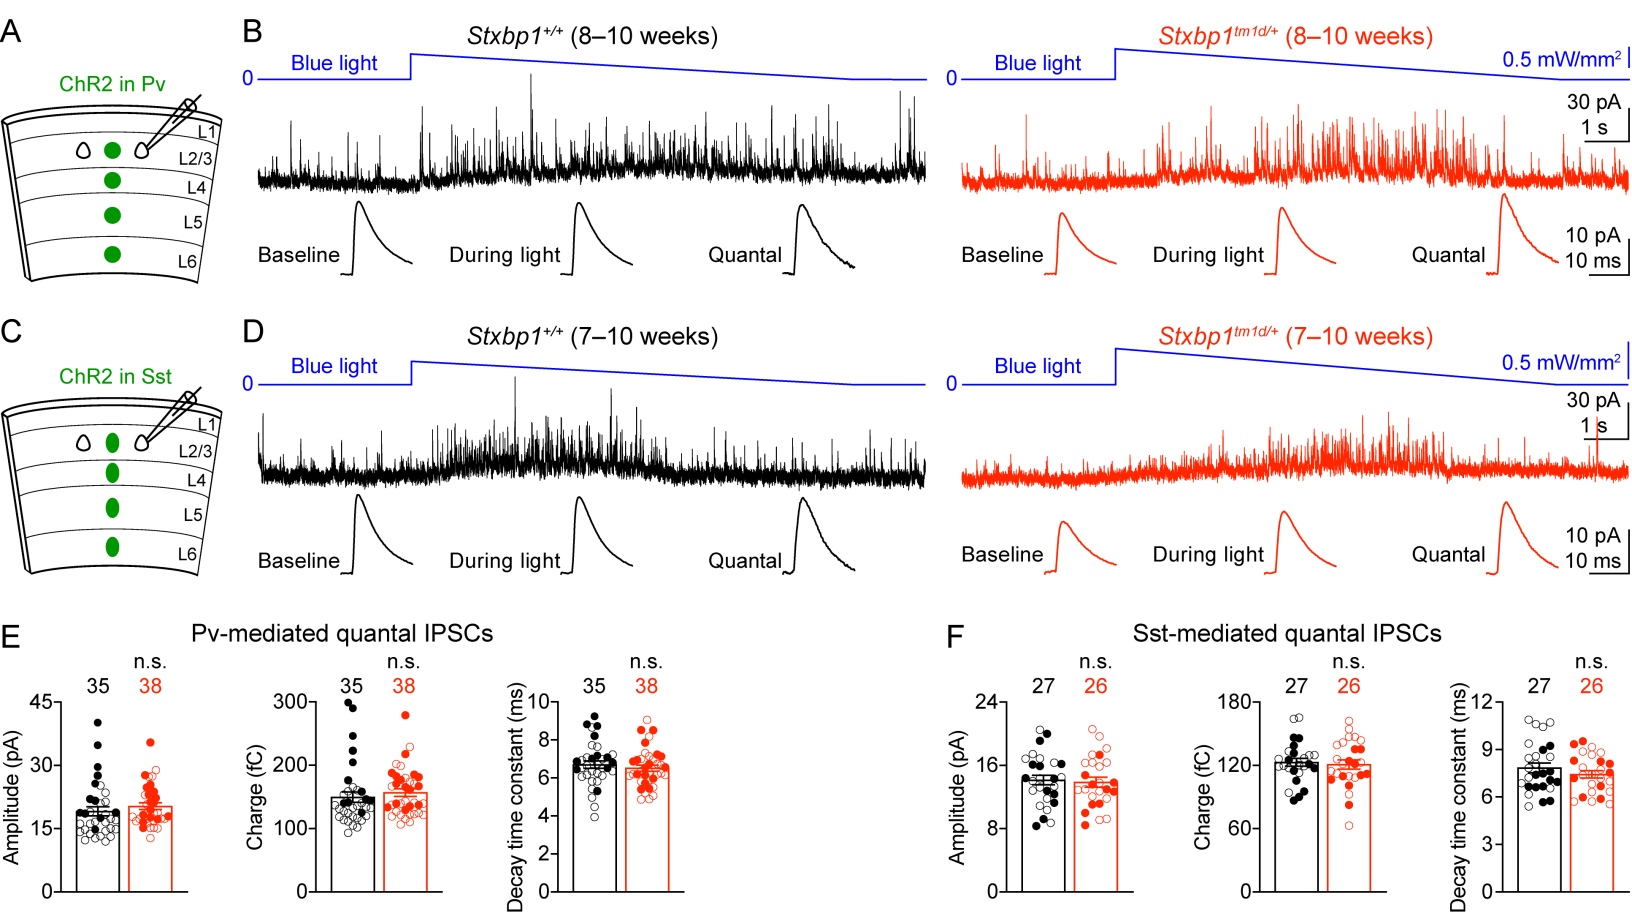 A
ChR2 in Pv
L1
L2/3
L4
L5
L6
B
Stxbp1+/+ (8–10 weeks)
0
Blue light
Baseline
During light
Quantal
Stxbp1tm1d/+ (8–10 weeks)
0
Blue light
0.5 mW/mm2
30 pA
1 s
Baseline
During light
Quantal
10 pA
10 ms
C
ChR2 in Sst
L1
L2/3
L4
L5
L6
D
Stxbp1+/+ (7–10 weeks)
0
Blue light
Baseline
During light
Quantal
Stxbp1tm1d/+ (7–10 weeks)
0
Blue light
0.5 mW/mm2
30 pA
1 s
Baseline
During light
Quantal
10 pA
10 ms
E
Pv-mediated quantal IPSCs
n.s.
35 38
Amplitude (pA)
45
30
15
0
n.s.
35 38
Charge (fC)
300
200
100
0
n.s.
35 38
Decay time constant (ms)
10
8
6
4
2
0
F
Sst-mediated quantal IPSCs
n.s.
27 26
Amplitude (pA)
24
16
8
0
n.s.
27 26
Charge (fC)
180
120
60
0
n.s.
27 26
Decay time constant (ms)
12
9
6
3
0